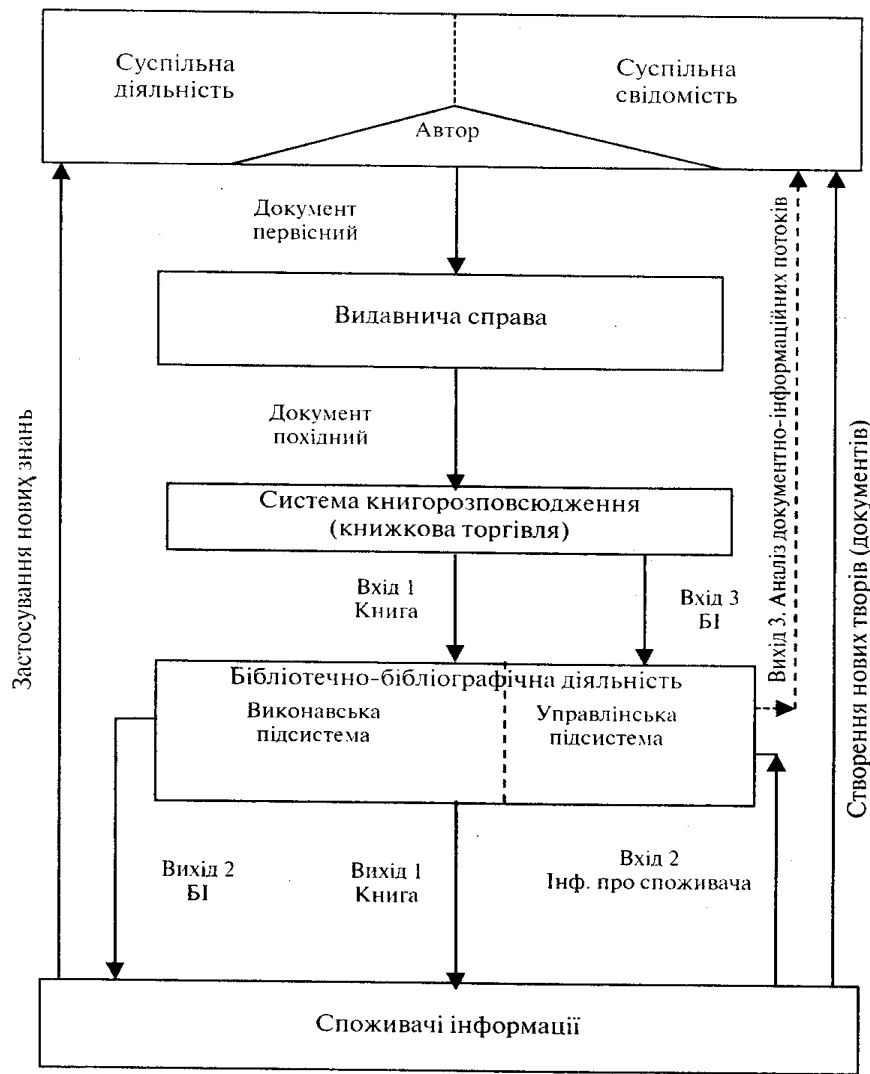 Суспільна
діяльність
Суспільна
свідомість
Автор
Документ
первісний
Видавнича справа
Документ
похідний
Система книгорозповсюдження
(книжкова торгівля)
Вхід 1
Книга
Вхід 3
БІ
Бібліотечно-бібліографічна діяльність
Виконавська
підсистема
Управлінська
підсистема
Вихід 2
БІ
Вихід 1
Книга
Вхід 2
Інф. про споживача
Споживачі інформації
Застосування нових знань
Вихід 3. Аналіз документно-інформаційних потоків
Створення нових творів (документів)